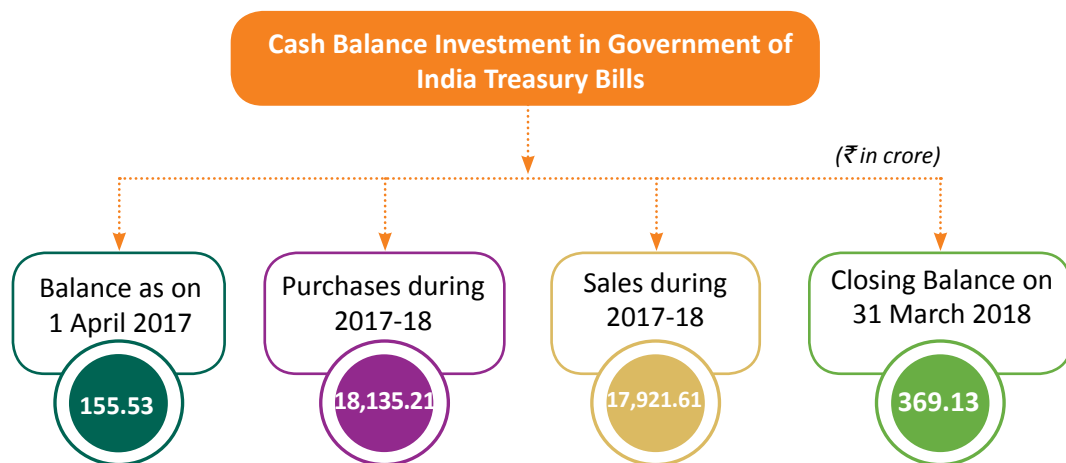 Cash Balance Investment in Government of
India Treasury Bills
(₹ in crore)
Balance as on
1 April 2017
155.53
Purchases during
2017-18
18,135.21
Sales during
2017-18
17,921.61
Closing Balance on
31 March 2018
369.13